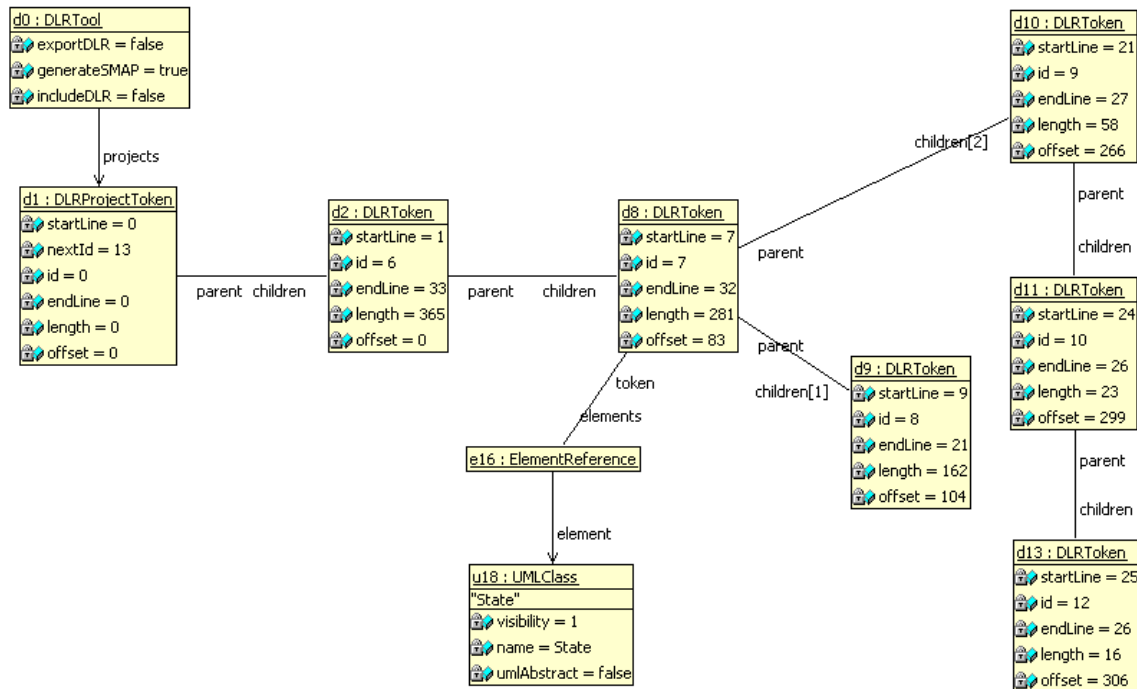 d0 : DLRTool
exportDLR = false
generateSMAP = true
includeDLR = false
projects
d1 : DLRProjectToken
startLine = 0
nextId = 13
id = 0
endLine = 0
length = 0
offset = 0
parent
children
d2 : DLRToken
startLine = 1
id = 6
endLine = 33
length = 365
offset = 0
parent
children
d8 : DLRToken
startLine = 7
id = 7
endLine = 32
length = 281
offset = 83
parent
children[2]
d10 : DLRToken
startLine = 21
id = 9
endLine = 27
length = 58
offset = 266
parent
children
d11 : DLRToken
startLine = 24
id = 10
endLine = 26
length = 23
offset = 299
parent
children
d13 : DLRToken
startLine = 25
id = 12
endLine = 26
length = 16
offset = 306
parent
children[1]
d9 : DLRToken
startLine = 9
id = 8
endLine = 21
length = 162
offset = 104
token
elements
e16 : ElementReference
element
u18 : UMLClass
"State"
visibility = 1
name = State
umlAbstract = false